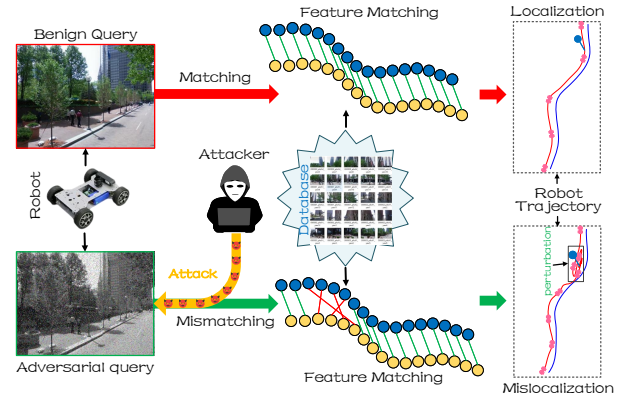 Benign Query
Feature Matching
Localization
Matching
Attacker
Robot
Database
Robot
Trajectory
Attack
perturbation
Mismatching
Adversarial query
Feature Matching
Mislocalization